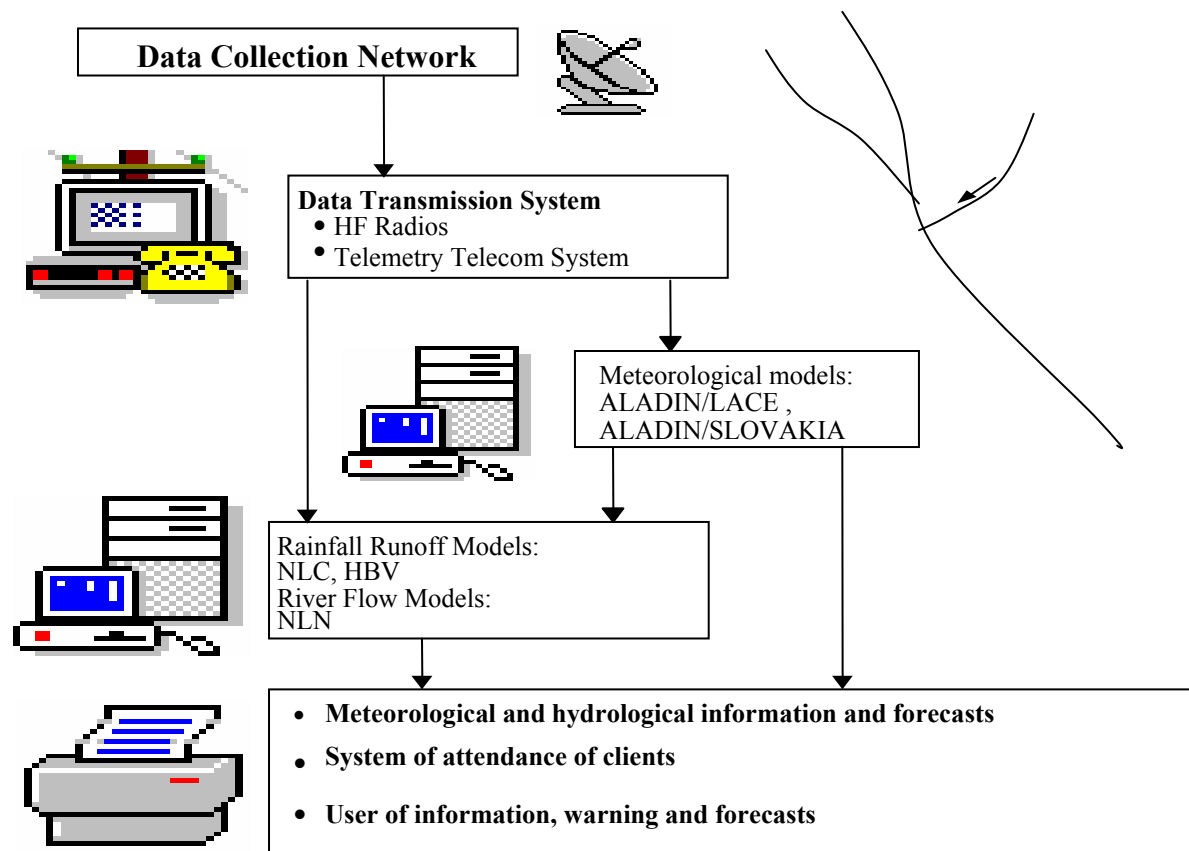 Data Collection Network
Data Transmission System
• HF Radios
• Telemetry Telecom System
Meteorological models:
ALADIN/LACE ,
ALADIN/SLOVAKIA
Rainfall Runoff Models:
NLC, HBV
River Flow Models:
NLN
• Meteorological and hydrological information and forecasts
• System of attendance of clients
• User of information, warning and forecasts